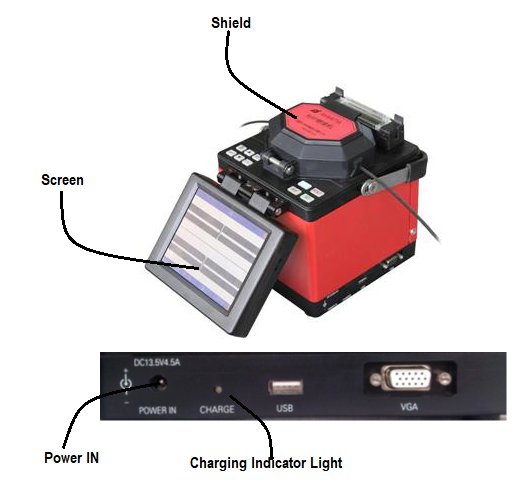 Shield
Screen
DC13.5V4.5A
+
−
POWER IN
CHARGE
USB
VGA
Power IN
Charging Indicator Light